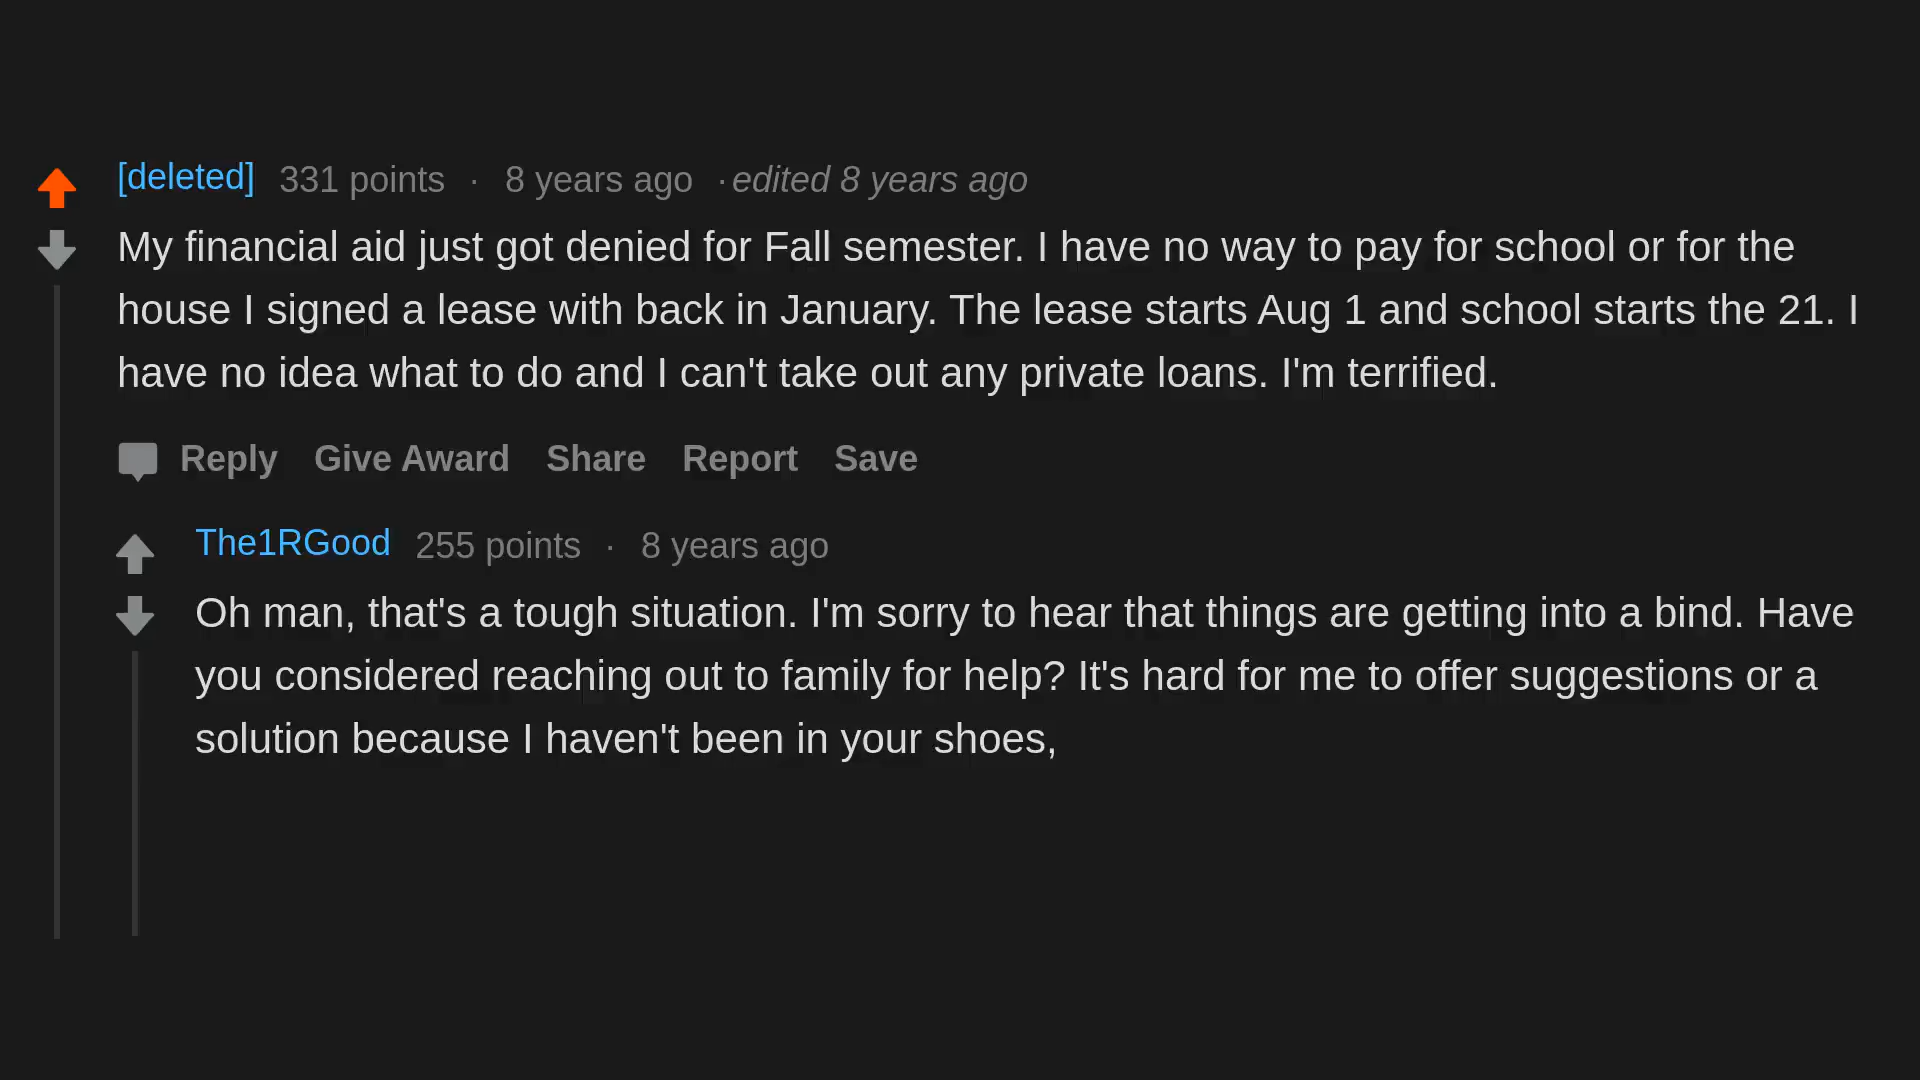 [deleted] 331 points · 8 years ago · edited 8 years ago
My financial aid just got denied for Fall semester. I have no way to pay for school or for the
house I signed a lease with back in January. The lease starts Aug 1 and school starts the 21. I
have no idea what to do and I can't take out any private loans. I'm terrified.
Reply Give Award Share Report Save
The1RGood 255 points · 8 years ago
Oh man, that's a tough situation. I'm sorry to hear that things are getting into a bind. Have
you considered reaching out to family for help? It's hard for me to offer suggestions or a
solution because I haven't been in your shoes,